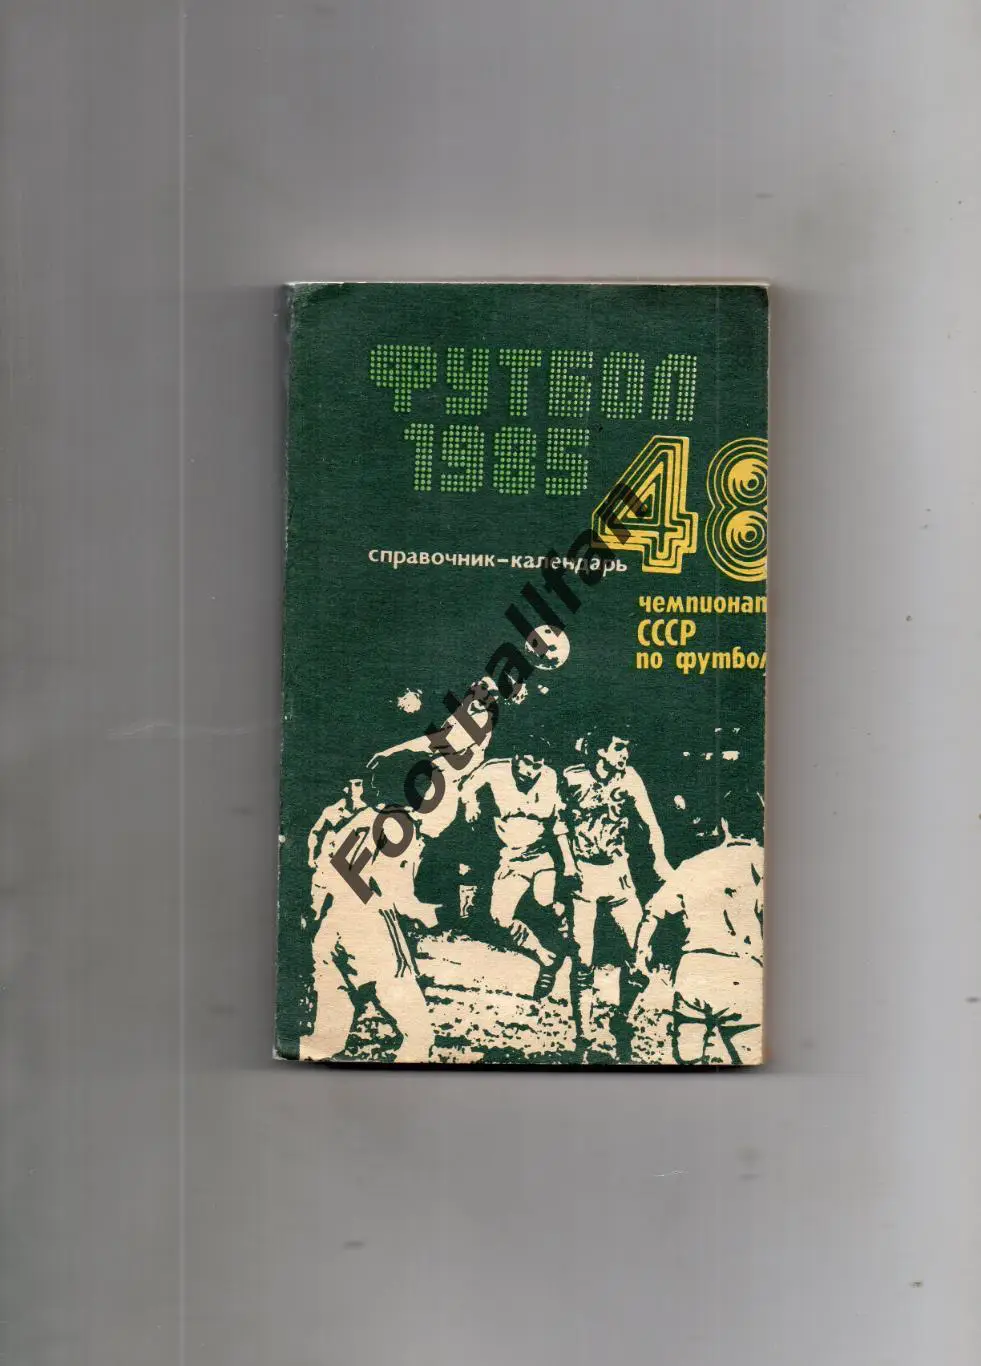 ФУТБОЛ
1985
48
справочник-календарь
чемпионат
СССР
по футбол
Footballfan